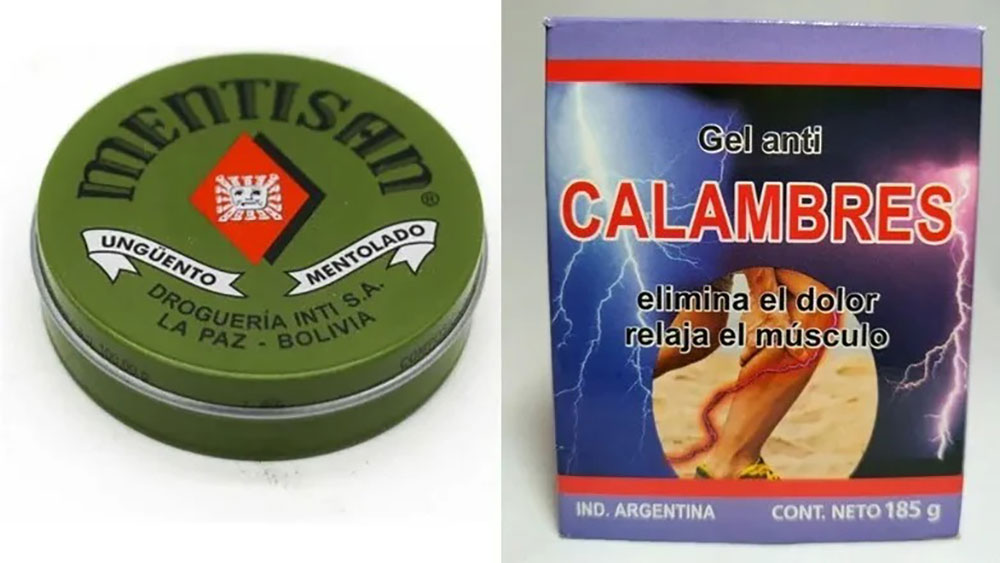 MENTISAN®
UNGÜENTO
MENTOLADO
DROGUERÍA INTI S.A.
LA PAZ - BOLIVIA
Gel anti
CALAMBRES
elimina el dolor
relaja el músculo
IND. ARGENTINA
CONT. NETO 185 g